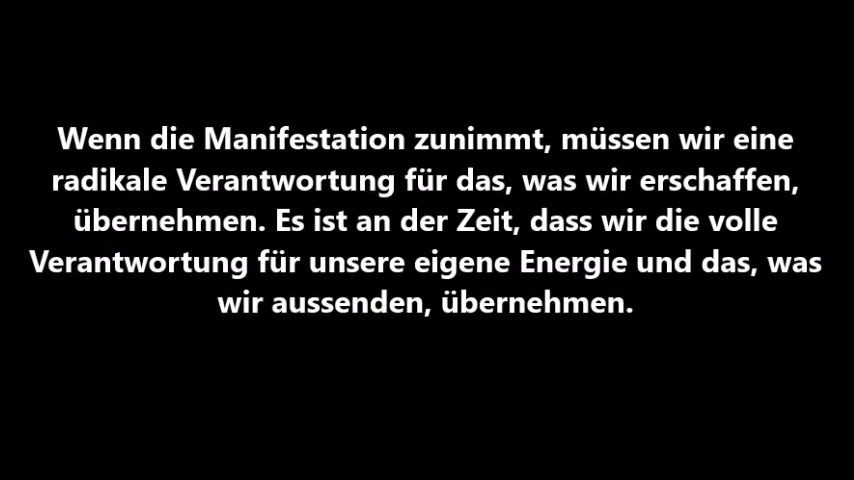 Wenn die Manifestation zunimmt, müssen wir eine
radikale Verantwortung für das, was wir erschaffen,
übernehmen. Es ist an der Zeit, dass wir die volle
Verantwortung für unsere eigene Energie und das, was
wir aussenden, übernehmen.